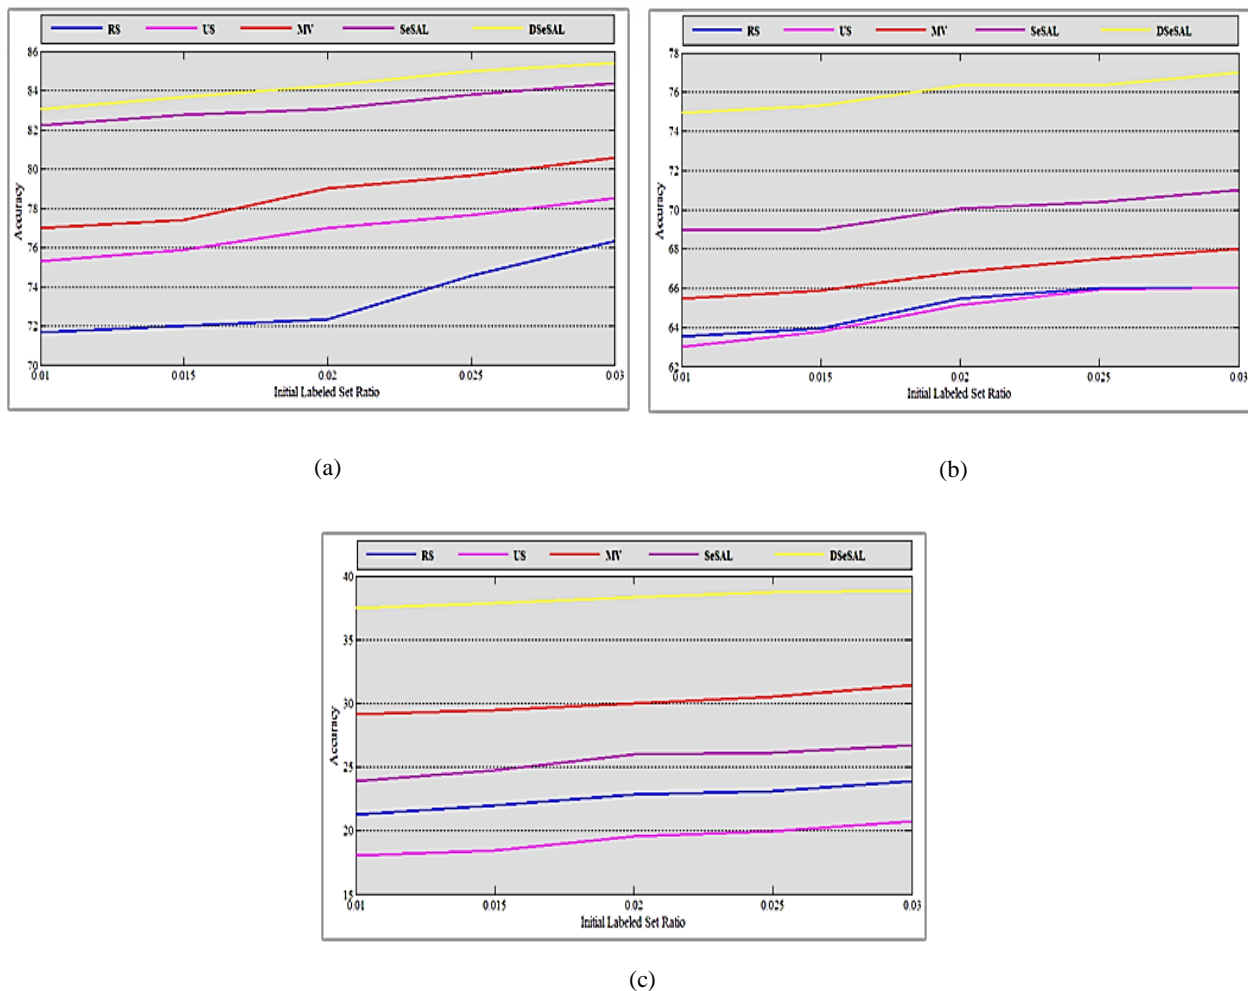 RS US MV SeSAL DSeSAL
86
84
82
80
78
76
74
72
70
Accuracy
0.01 0.015 0.02 0.025 0.03
Initial Labeled Set Ratio
(a)
RS US MV SeSAL DSeSAL
78
76
74
72
70
68
66
64
62
Accuracy
0.01 0.015 0.02 0.025 0.03
Initial Labeled Set Ratio
(b)
RS US MV SeSAL DSeSAL
40
35
30
25
20
15
Accuracy
0.01 0.015 0.02 0.025 0.03
Initial Labeled Set Ratio
(c)